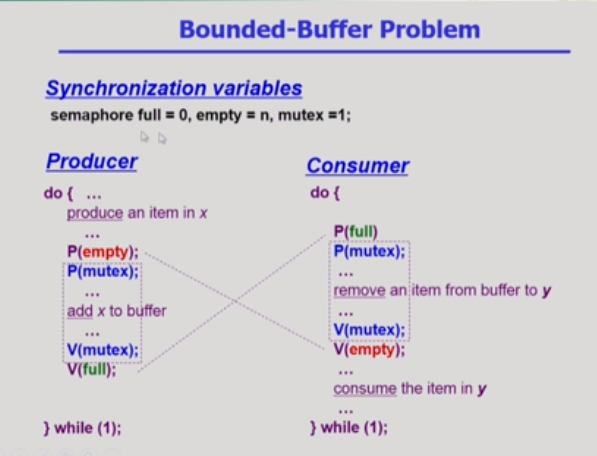 Bounded-Buffer Problem
Synchronization variables
semaphore full = 0, empty = n, mutex =1;
Producer
do { ...
produce an item in x
...
P(empty);
P(mutex);
...
add x to buffer
...
V(mutex);
V(full);
} while (1);
Consumer
do {
P(full)
P(mutex);
...
remove an item from buffer to y
...
V(mutex);
V(empty);
...
consume the item in y
...
} while (1);